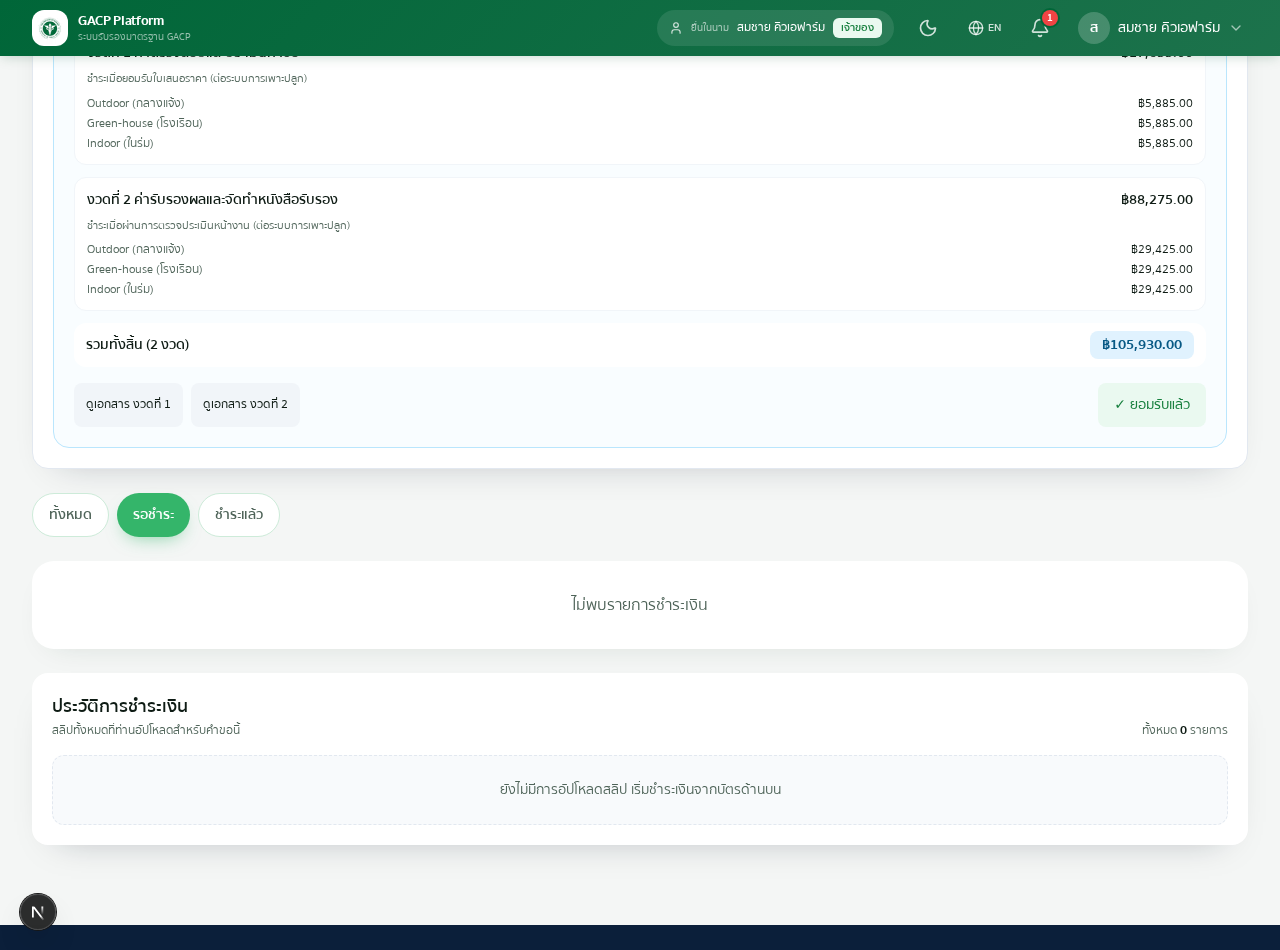 GACP Platform
ระบบรับรองมาตรฐาน GACP
ยื่นในนาม สมชาย คิวเอฟาร์ม เจ้าของ
EN
1
ส สมชาย คิวเอฟาร์ม
ชำระเมื่อยอมรับใบเสนอราคา (ต่อระบบการเพาะปลูก)
Outdoor (กลางแจ้ง) ฿5,885.00
Green-house (โรงเรือน) ฿5,885.00
Indoor (ในร่ม) ฿5,885.00
งวดที่ 2 ค่ารับรองผลและจัดทำหนังสือรับรอง ฿88,275.00
ชำระเมื่อผ่านการตรวจประเมินหน้างาน (ต่อระบบการเพาะปลูก)
Outdoor (กลางแจ้ง) ฿29,425.00
Green-house (โรงเรือน) ฿29,425.00
Indoor (ในร่ม) ฿29,425.00
รวมทั้งสิ้น (2 งวด) ฿105,930.00
ดูเอกสาร งวดที่ 1 ดูเอกสาร งวดที่ 2 ✓ ยอมรับแล้ว
ทั้งหมด รอชำระ ชำระแล้ว
ไม่พบรายการชำระเงิน
ประวัติการชำระเงิน
สลิปทั้งหมดที่ท่านอัปโหลดสำหรับคำขอนี้ ทั้งหมด 0 รายการ
ยังไม่มีการอัปโหลดสลิป เริ่มชำระเงินจากบัตรด้านบน
N